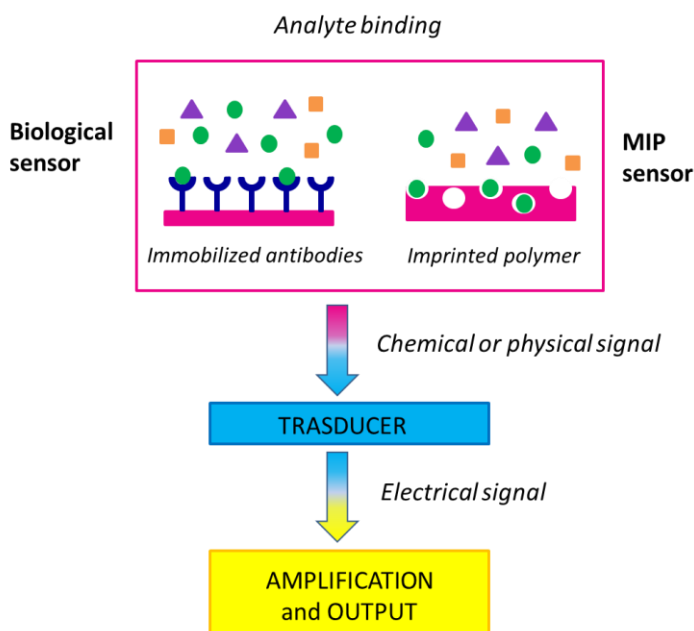 Analyte binding
Biological
sensor
MIP
sensor
Immobilized antibodies
Imprinted polymer
Chemical or physical signal
TRASDUCER
Electrical signal
AMPLIFICATION
and OUTPUT